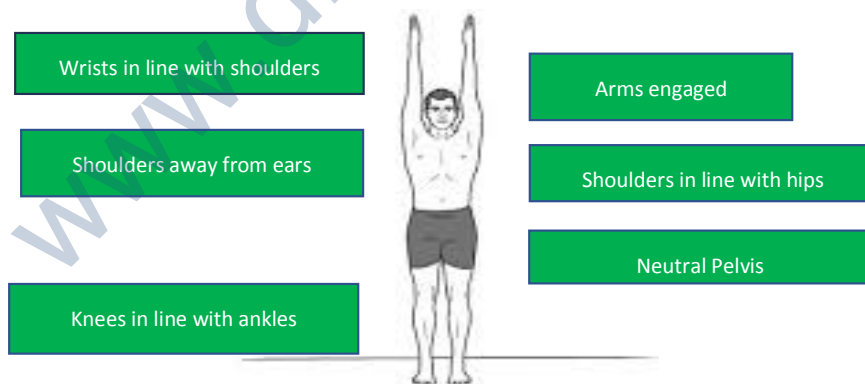 Wrists in line with shoulders
Arms engaged
Shoulders away from ears
Shoulders in line with hips
Neutral Pelvis
Knees in line with ankles
www.d